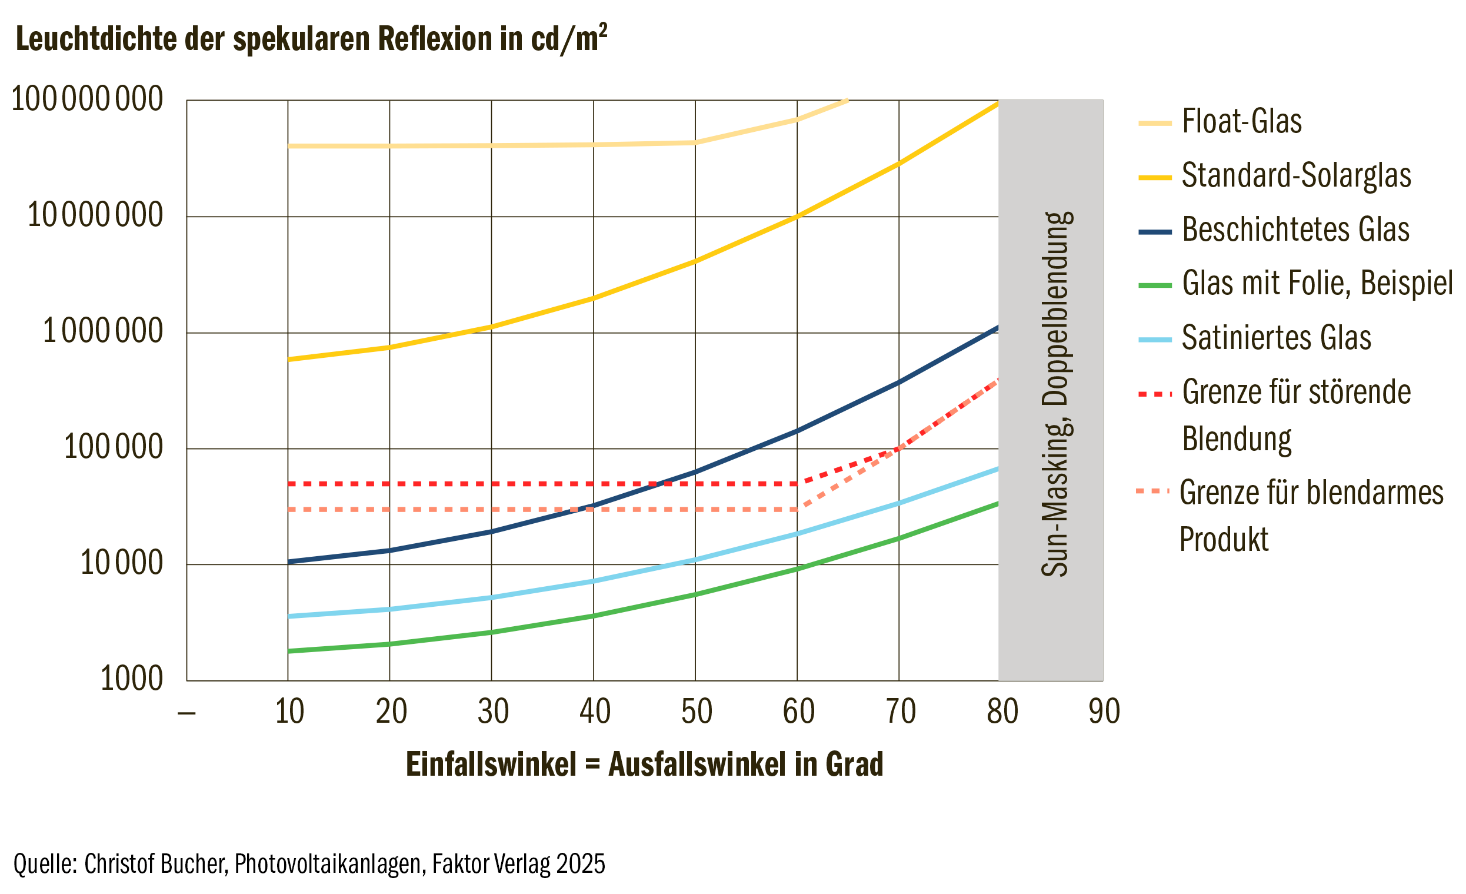 Leuchtdichte der spekularen Reflexion in cd/m²
100 000 000
10 000 000
1 000 000
100 000
10 000
1000
–
10
20
30
40
50
60
70
80
90
Einfallswinkel = Ausfallswinkel in Grad
Sun-Masking, Doppelblendung
Float-Glas
Standard-Solarglas
Beschichtetes Glas
Glas mit Folie, Beispiel
Satiniertes Glas
Grenze für störende
Blendung
Grenze für blendarmes
Produkt
Quelle: Christof Bucher, Photovoltaikanlagen, Faktor Verlag 2025